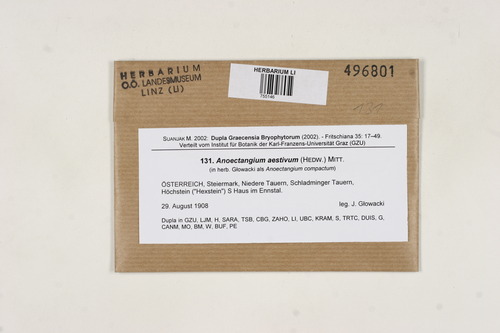 HERBARIUM
O.Ö. LANDESMUSEUM
LINZ (LI)
HERBARIUM LI
755746
496801
131
SUANJAK M. 2002: Dupla Graecensia Bryophytorum (2002). - Fritschiana 35: 17–49.
Verteilt vom Institut für Botanik der Karl-Franzens-Universität Graz (GZU)
131. Anoectangium aestivum (HEDW.) MITT.
(in herb. Głowacki als Anoectangium compactum)
ÖSTERREICH, Steiermark, Niedere Tauern, Schladminger Tauern,
Höchstein ("Hexstein") S Haus im Ennstal.
29. August 1908 leg. J. Głowacki
Dupla in GZU, LJM, H, SARA, TSB, CBG, ZAHO, LI, UBC, KRAM, S, TRTC, DUIS, G,
CANM, MO, BM, W, BUF, PE